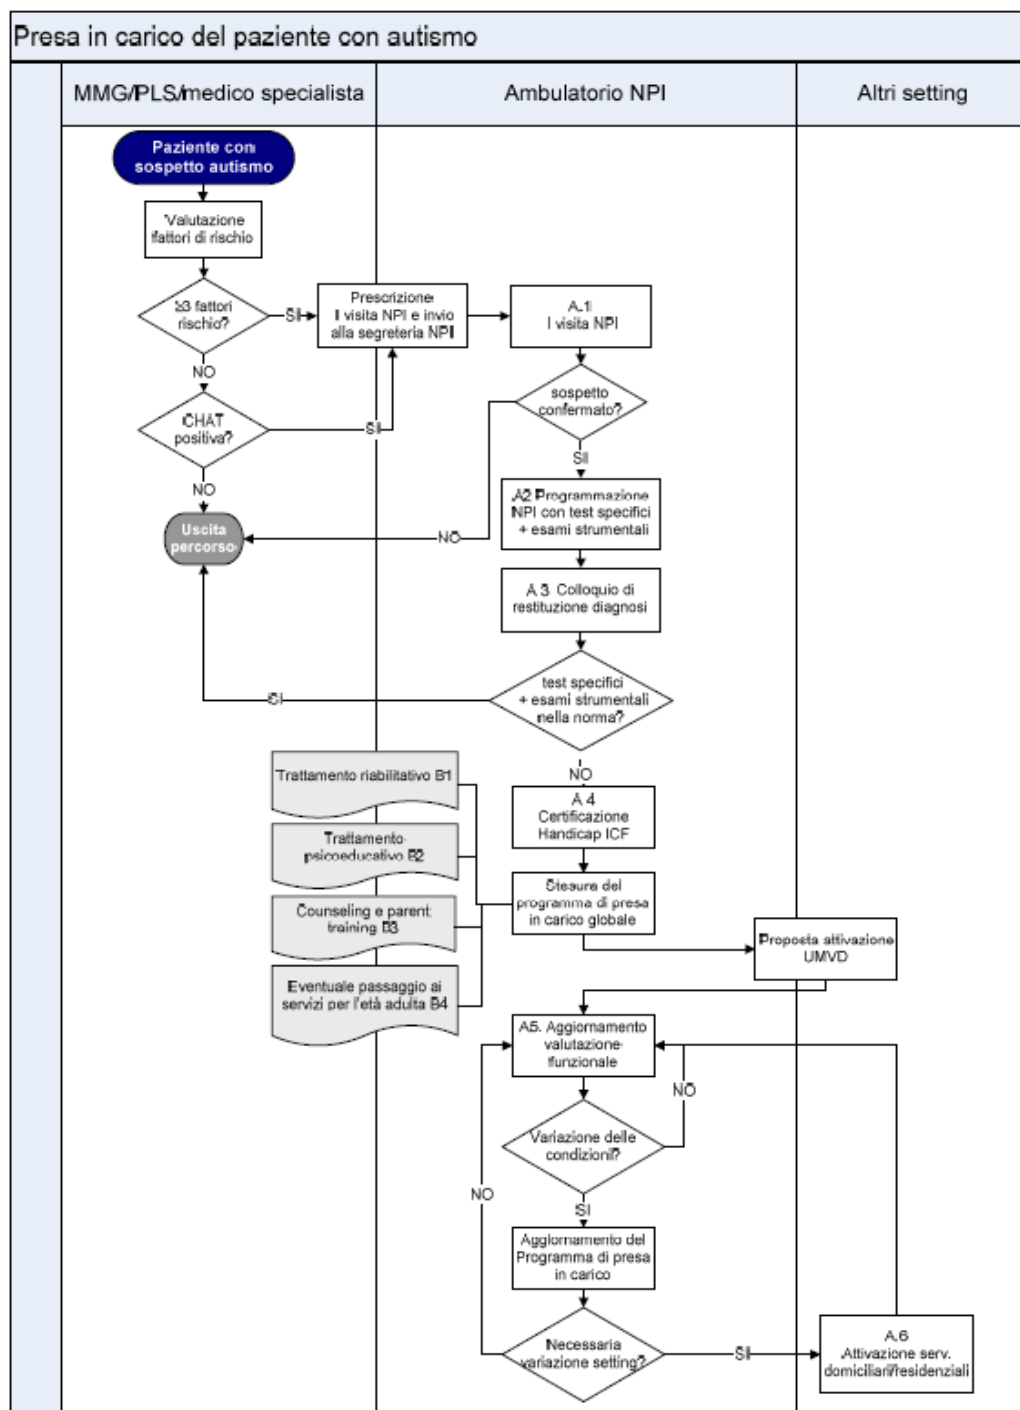 Presa in carico del paziente con autismo
MMG/PLS/medico specialista
Ambulatorio NPI
Altri setting
Paziente con
sospetto autismo
Valutazione
fattori di rischio
≥3 fattori
rischio?
SI
Prescrizione
I visita NPI e invio
alla segreteria NPI
A.1
I visita NPI
NO
CHAT
positiva?
SI
sospetto
confermato?
SI
NO
Uscita
percorso
NO
A2 Programmazione
NPI con test specifici
+ esami strumentali
A.3 Colloquio di
restituzione diagnosi
test specifici
+ esami strumentali
nella norma?
SI
NO
Trattamento riabilitativo B1
Trattamento
psicoeducativo B2
Counseling e parent
training B3
Eventuale passaggio ai
servizi per l'età adulta B4
A.4
Certificazione
Handicap ICF
Stesura del
programma di presa
in carico globale
Proposta attivazione
UMVD
A5. Aggiornamento
valutazione
funzionale
NO
Variazione delle
condizioni?
NO
SI
Aggiornamento del
Programma di presa
in carico
Necessaria
variazione setting?
SI
A.6
Attivazione serv.
domiciliari/residenziali